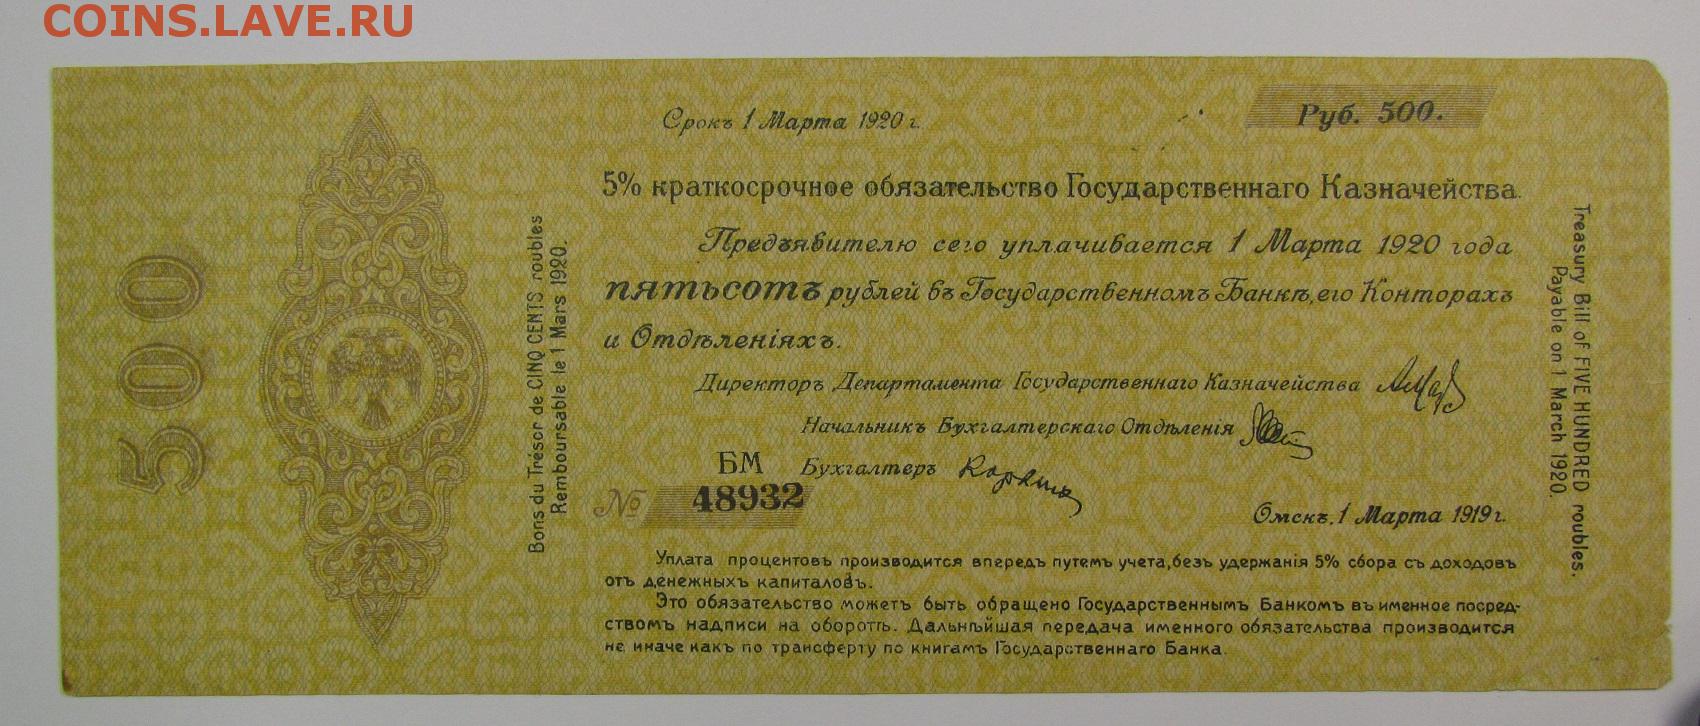 COINS.LAVE.RU
Срокъ 1 Марта 1920 г.
Руб. 500.
5% краткосрочное обязательство Государственнаго Казначейства.
Предъявителю сего уплачивается 1 Марта 1920 года
пятьсотъ рублей въ Государственномъ Банкѣ, его Конторахъ
и Отдѣленіяхъ.
Директоръ Департамента Государственнаго Казначейства
Начальникъ Бухгалтерскаго Отдѣленія
БМ Бухгалтеръ
№ 48932
Омскъ, 1 Марта 1919 г.
Уплата процентовъ производится впередъ путемъ учета, безъ удержанія 5% сбора съ доходовъ
отъ денежныхъ капиталовъ.
Это обязательство можетъ быть обращено Государственнымъ Банкомъ въ именное посред-
ствомъ надписи на оборотѣ. Дальнѣйшая передача именного обязательства производится
не иначе какъ по трансферту по книгамъ Государственнаго Банка.
500
Bons du Trésor de CINQ CENTS roubles
Remboursable le 1 Mars 1920.
Treasury Bill of FIVE HUNDRED roubles.
Payable on 1 March 1920.